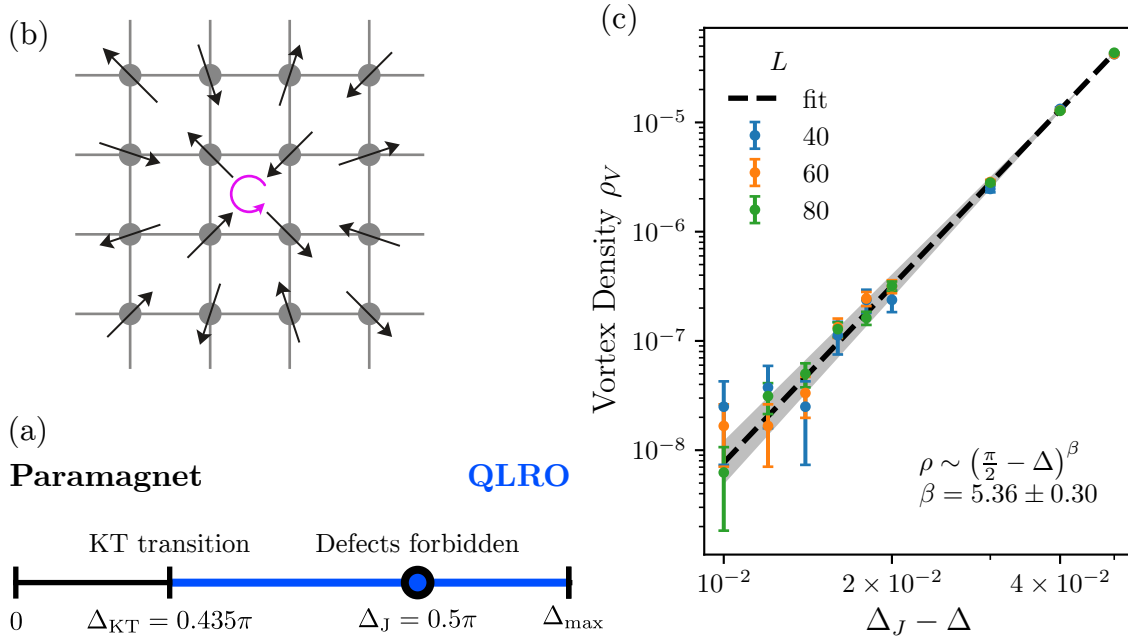 (b)
(a)
Paramagnet QLRO
KT transition Defects forbidden
0 Δ_KT = 0.435π Δ_J = 0.5π Δ_max
(c)
Vortex Density ρ_V
10⁻⁵
10⁻⁶
10⁻⁷
10⁻⁸
L
fit
40
60
80
ρ ∼ (π/2 − Δ)^β
β = 5.36 ± 0.30
10⁻² 2 × 10⁻² 4 × 10⁻²
Δ_J − Δ